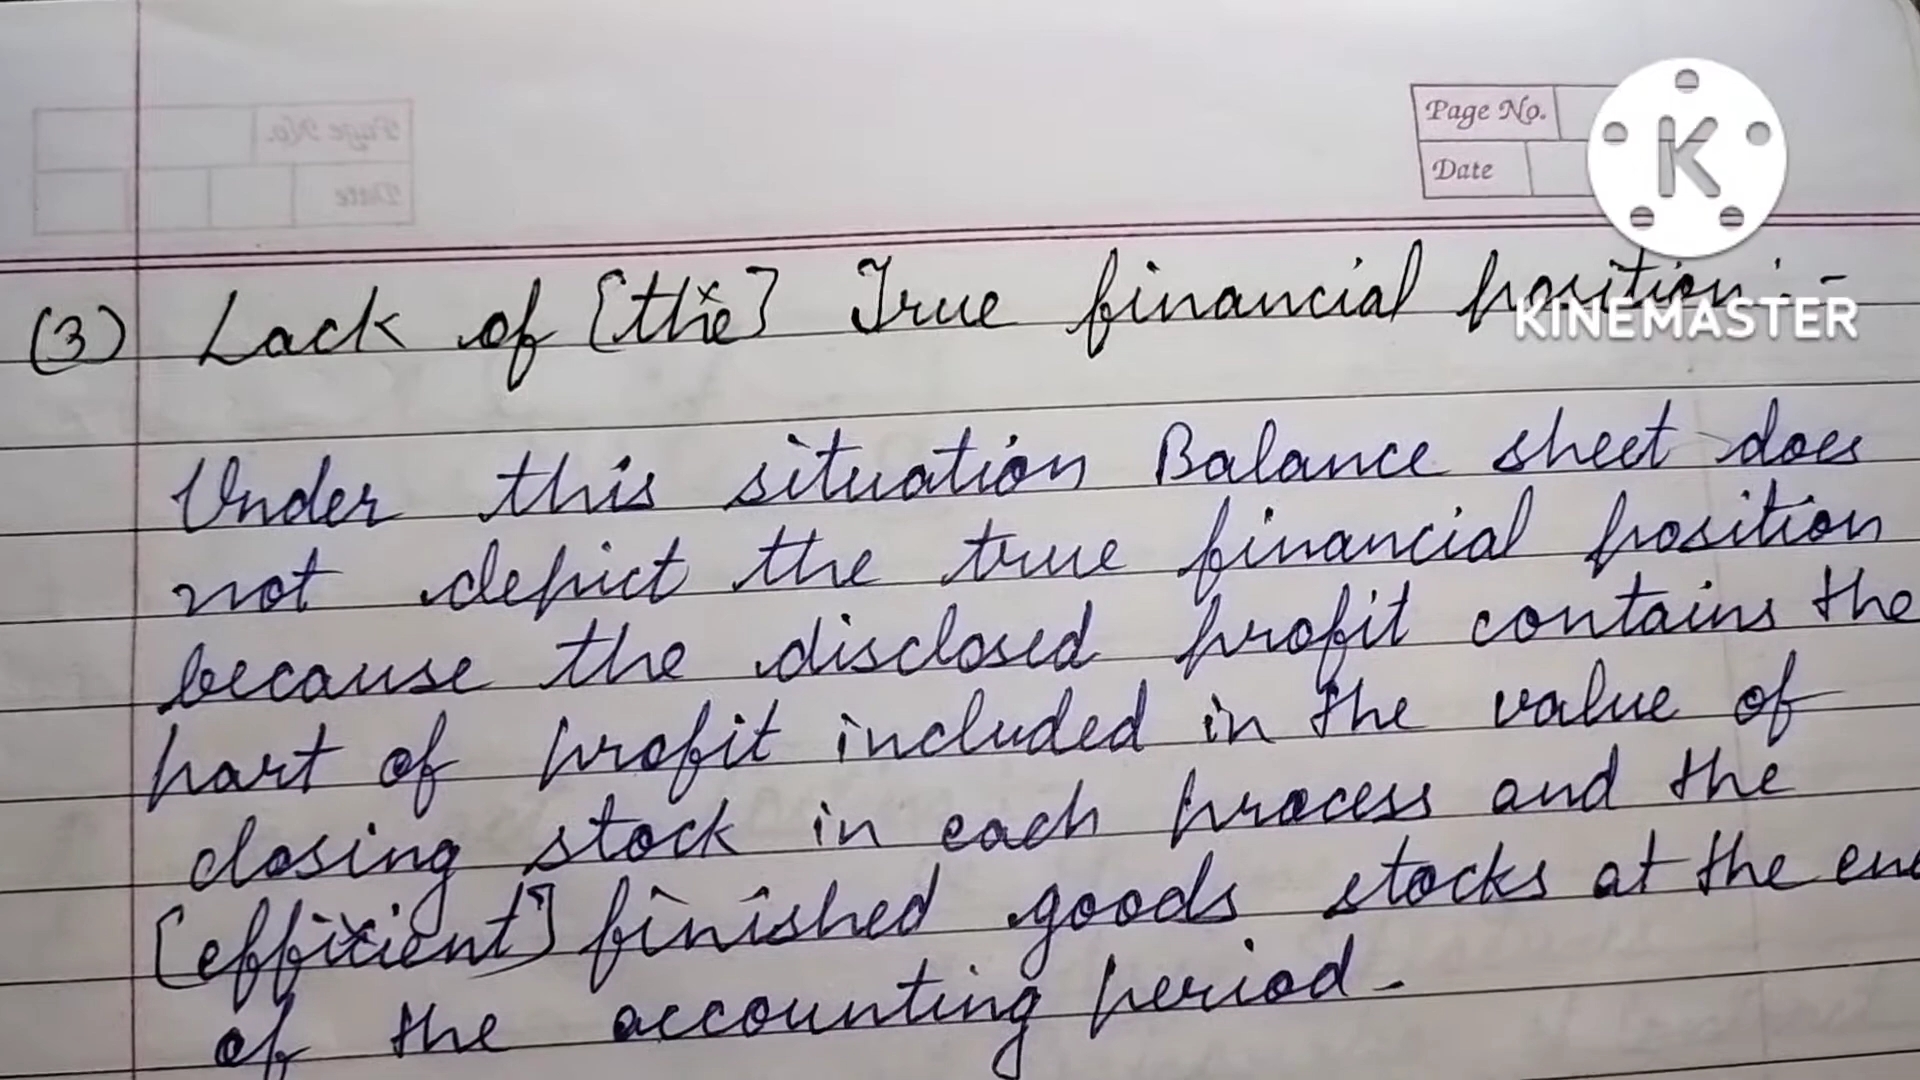 Page No.
Date
K
KINEMASTER
(3) Lack of [the] True financial position :-
Under this situation Balance sheet does
not depict the true financial position
because the disclosed profit contains the
part of profit included in the value of
closing stock in each process and the
[efficient] finished goods stocks at the end
of the accounting period.